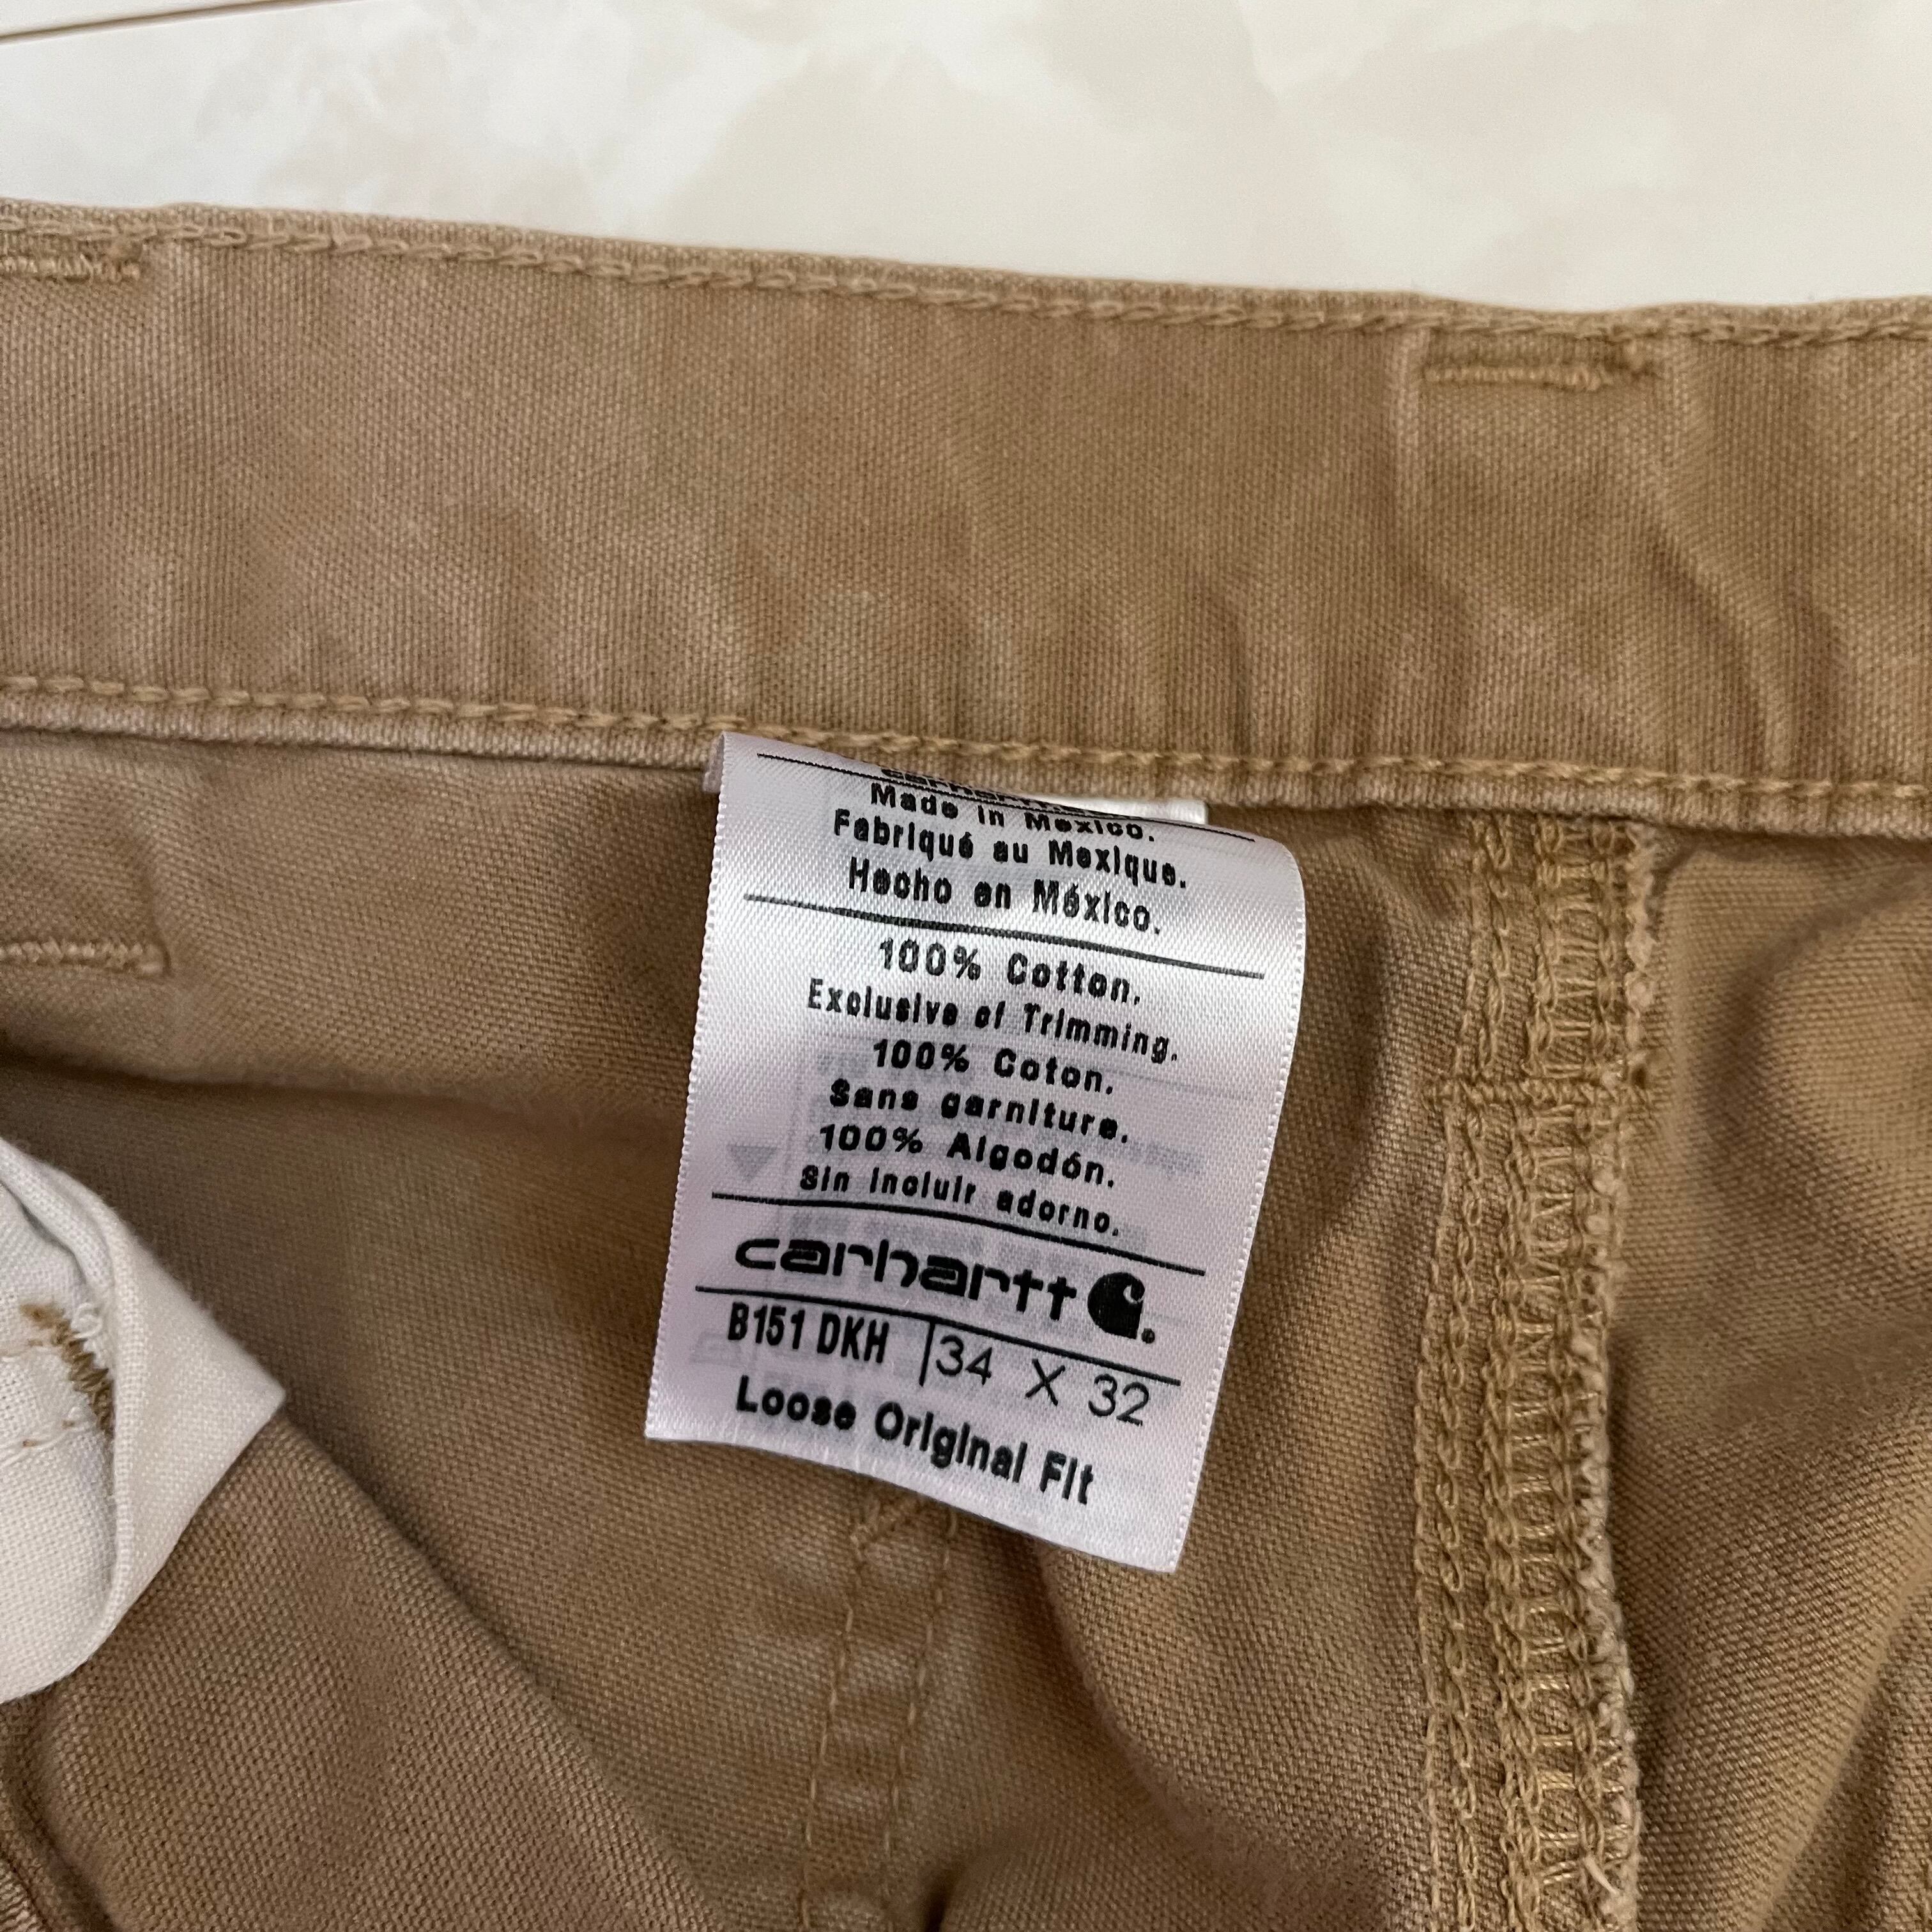 Made in Mexico.
Fabriqué au Mexique.
Hecho en México.
100% Cotton.
Exclusive of Trimming.
100% Coton.
Sans garniture.
100% Algodón.
Sin incluir adorno.
carhartt
B151 DKH 34 X 32
Loose Original Fit